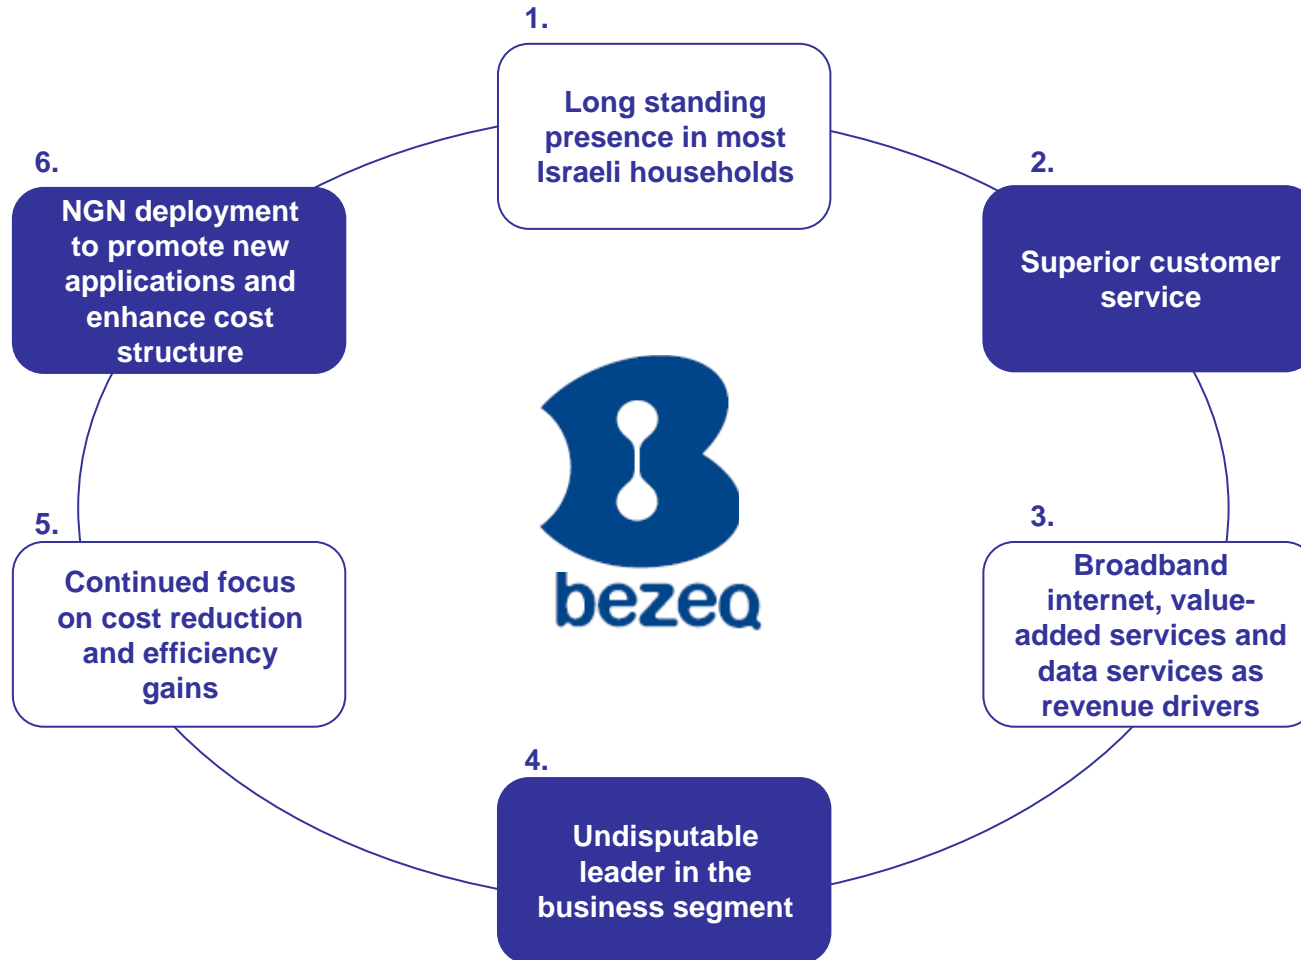 1.
Long standing
presence in most
Israeli households
2.
Superior customer
service
3.
Broadband
internet, value-
added services and
data services as
revenue drivers
4.
Undisputable
leader in the
business segment
5.
Continued focus
on cost reduction
and efficiency
gains
6.
NGN deployment
to promote new
applications and
enhance cost
structure
bezeq